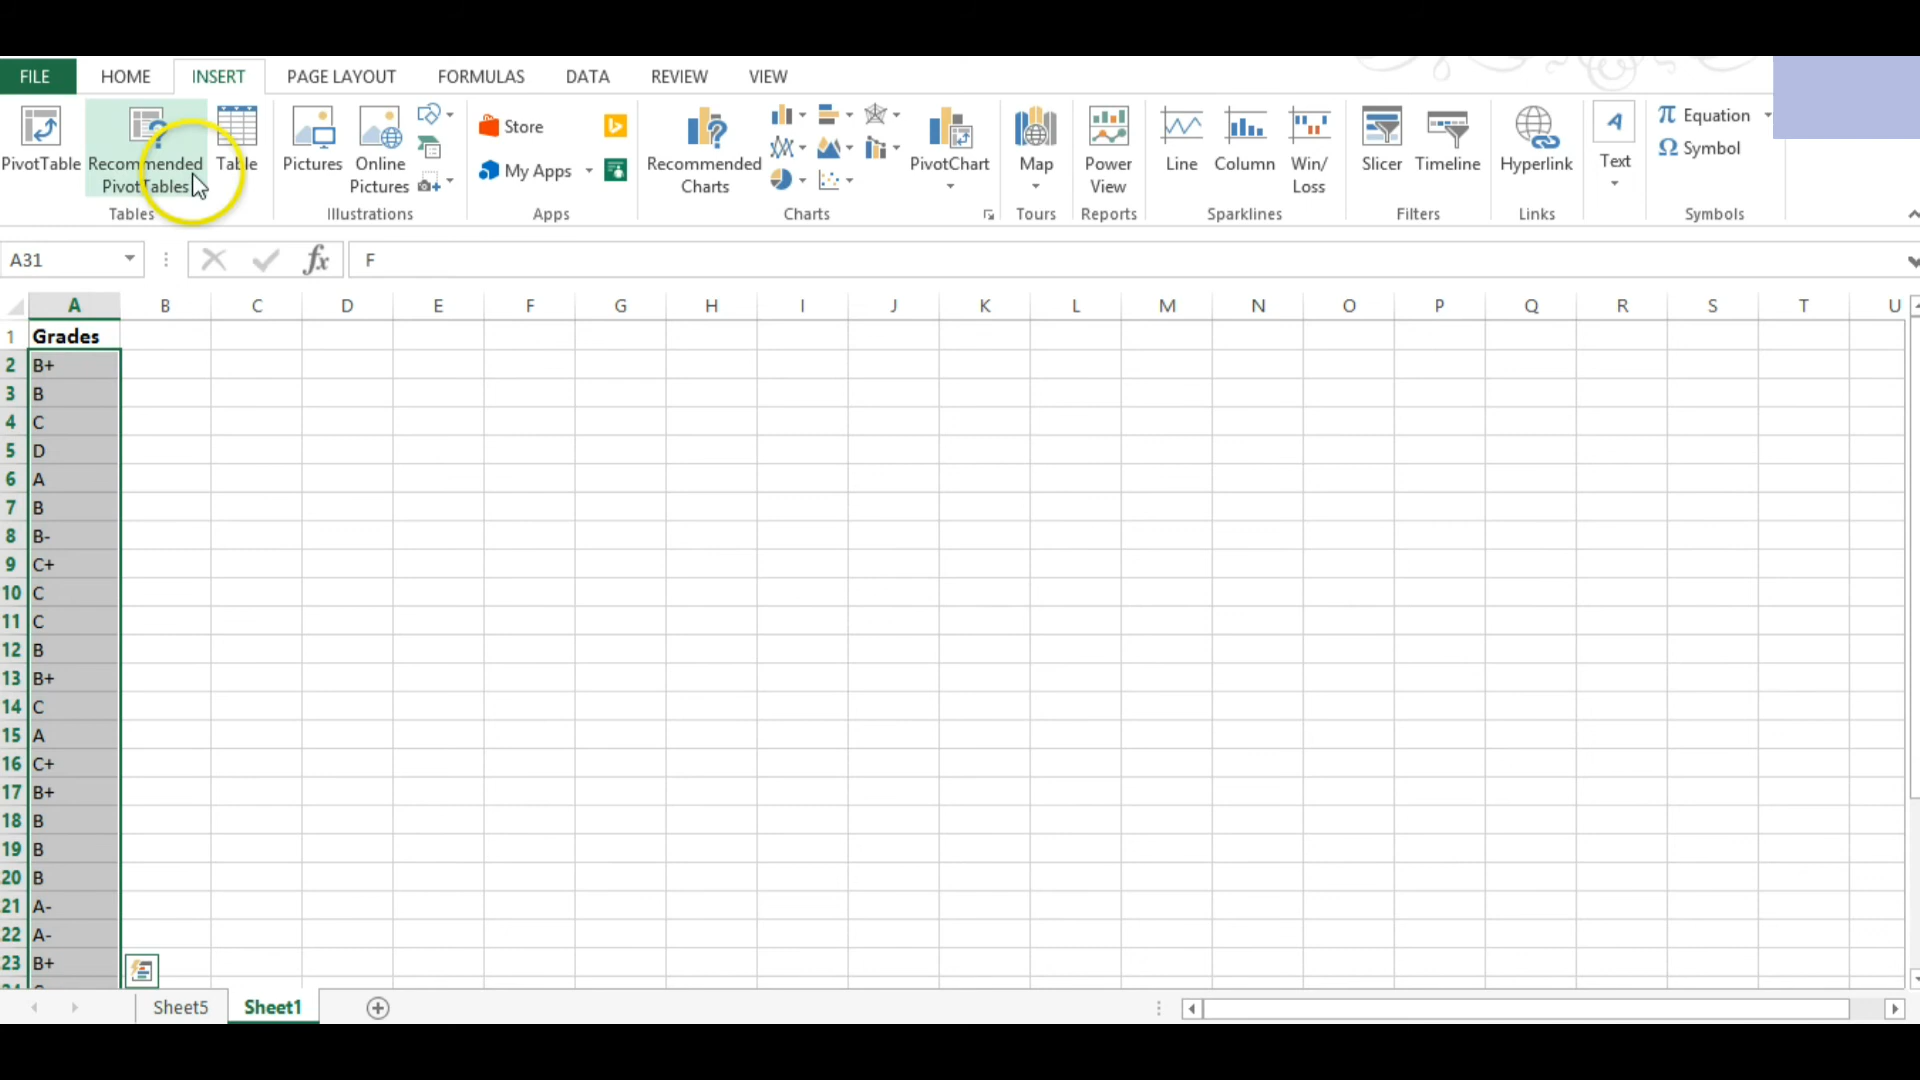 FILE HOME INSERT PAGE LAYOUT FORMULAS DATA REVIEW VIEW
PivotTable
Recommended
PivotTables
Table
Tables
Pictures
Online
Pictures
Illustrations
Store
My Apps
Apps
Recommended
Charts
PivotChart
Charts
Map
Tours
Power
View
Reports
Line
Column
Win/
Loss
Sparklines
Slicer
Timeline
Filters
Hyperlink
Links
A
Text
π Equation
Ω Symbol
Symbols
A31 fx F
A B C D E F G H I J K L M N O P Q R S T U
1 Grades
2 B+
3 B
4 C
5 D
6 A
7 B
8 B-
9 C+
10 C
11 C
12 B
13 B+
14 C
15 A
16 C+
17 B+
18 B
19 B
20 B
21 A-
22 A-
23 B+
Sheet5 Sheet1